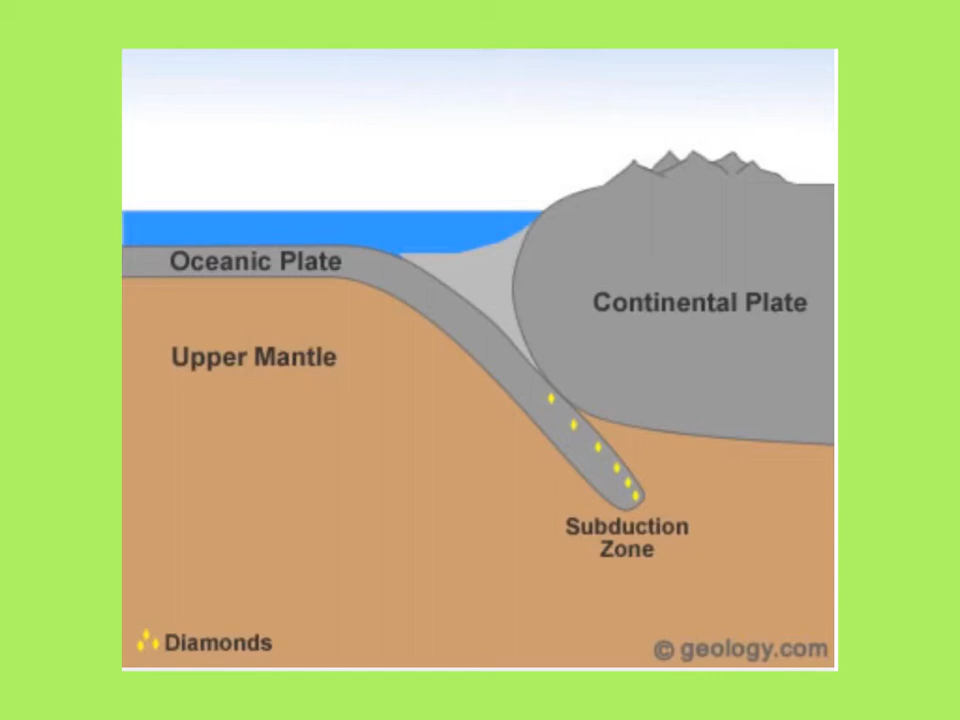 Oceanic Plate
Continental Plate
Upper Mantle
Subduction
Zone
Diamonds
© geology.com